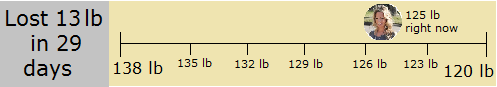 Lost 13 lb
in 29
days
125 lb
right now
138 lb
135 lb
132 lb
129 lb
126 lb
123 lb
120 lb